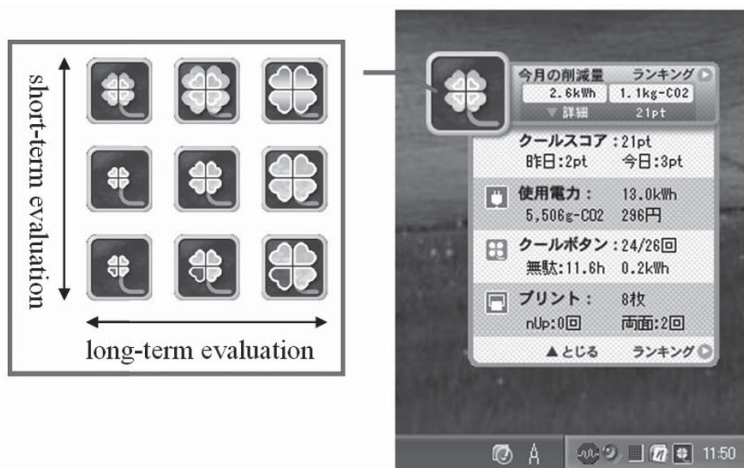 short-term evaluation
long-term evaluation
今月の削減量 ランキング
2.6kWh 1.1kg-CO2
▼詳細 21pt
クールスコア:21pt
昨日:2pt 今日:3pt
使用電力: 13.0kWh
5,506g-CO2 296円
クールボタン:24/26回
無駄:11.6h 0.2kWh
プリント: 8枚
nUp:0回 両面:2回
▲とじる ランキング
11:50